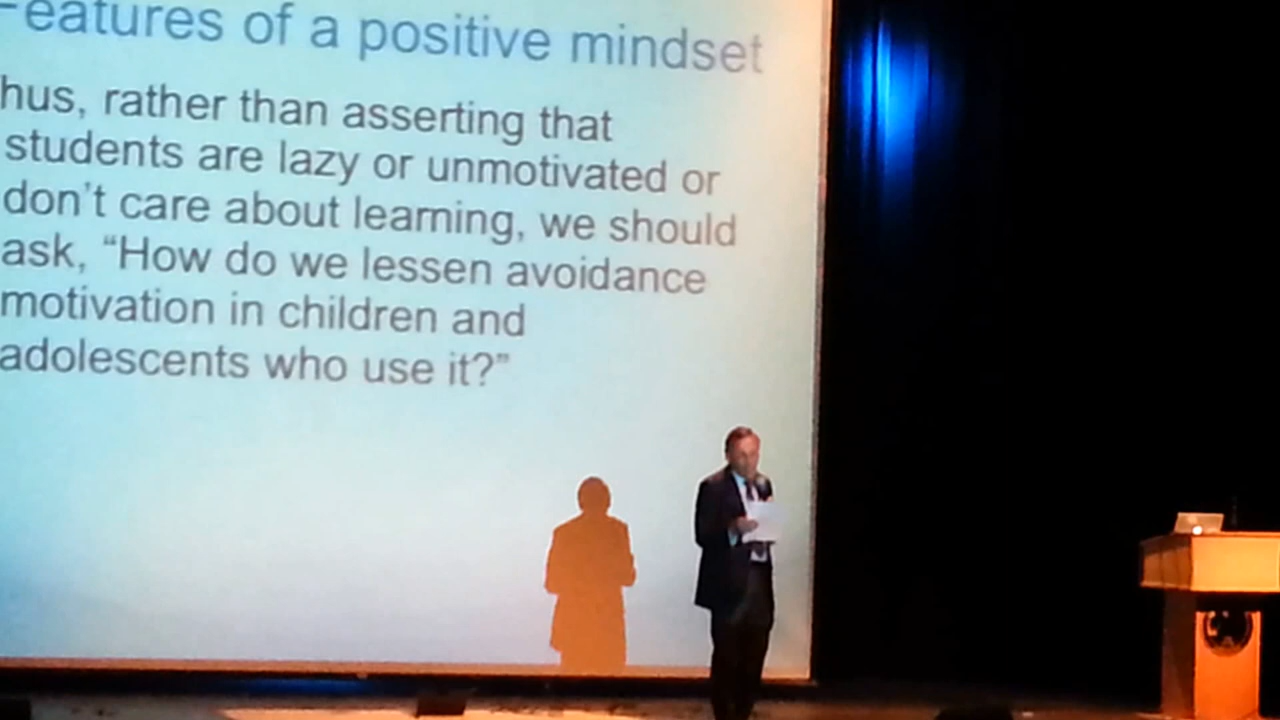 Features of a positive mindset
hus, rather than asserting that
students are lazy or unmotivated or
don't care about learning, we should
ask, “How do we lessen avoidance
motivation in children and
adolescents who use it?”